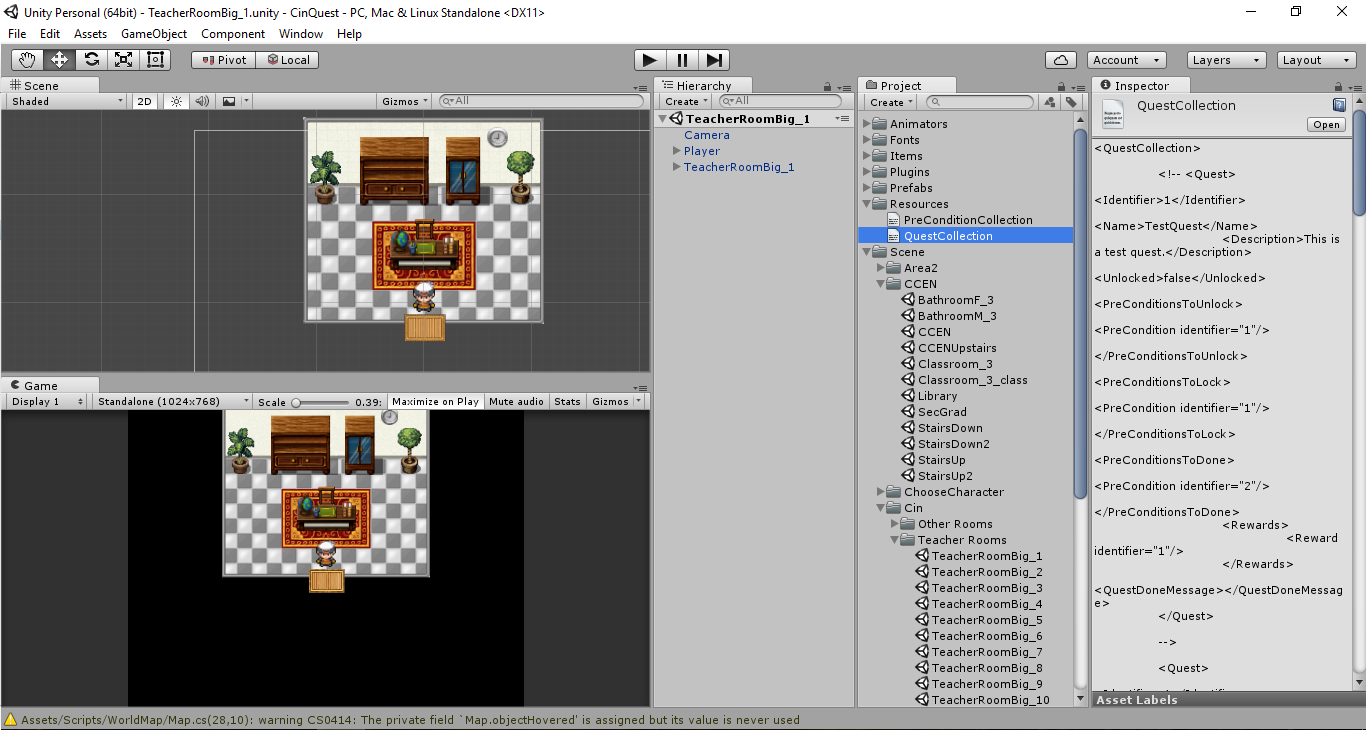 Unity Personal (64bit) - TeacherRoomBig_1.unity - CinQuest - PC, Mac & Linux Standalone <DX11>
File Edit Assets GameObject Component Window Help
Pivot Local Account Layers Layout
Scene
Shaded 2D Gizmos All
Game
Display 1 Standalone (1024x768) Scale 0.39: Maximize on Play Mute audio Stats Gizmos
Hierarchy
Create All
TeacherRoomBig_1
Camera
Player
TeacherRoomBig_1
Project
Create
Animators
Fonts
Items
Plugins
Prefabs
Resources
PreConditionCollection
QuestCollection
Scene
Area2
CCEN
BathroomF_3
BathroomM_3
CCEN
CCENUpstairs
Classroom_3
Classroom_3_class
Library
SecGrad
StairsDown
StairsDown2
StairsUp
StairsUp2
ChooseCharacter
Cin
Other Rooms
Teacher Rooms
TeacherRoomBig_1
TeacherRoomBig_2
TeacherRoomBig_3
TeacherRoomBig_4
TeacherRoomBig_5
TeacherRoomBig_6
TeacherRoomBig_7
TeacherRoomBig_8
TeacherRoomBig_9
TeacherRoomBig_10
Inspector
QuestCollection
Open
<QuestCollection>
<!-- <Quest>
<Identifier>1</Identifier>
<Name>TestQuest</Name>
<Description>This is
a test quest.</Description>
<Unlocked>false</Unlocked>
<PreConditionsToUnlock>
<PreCondition identifier="1"/>
</PreConditionsToUnlock>
<PreConditionsToLock>
<PreCondition identifier="1"/>
</PreConditionsToLock>
<PreConditionsToDone>
<PreCondition identifier="2"/>
</PreConditionsToDone>
<Rewards>
<Reward
identifier="1"/>
</Rewards>
<QuestDoneMessage></QuestDoneMessag
e>
</Quest>
-->
<Quest>
Asset Labels
Assets/Scripts/WorldMap/Map.cs(28,10): warning CS0414: The private field `Map.objectHovered' is assigned but its value is never used